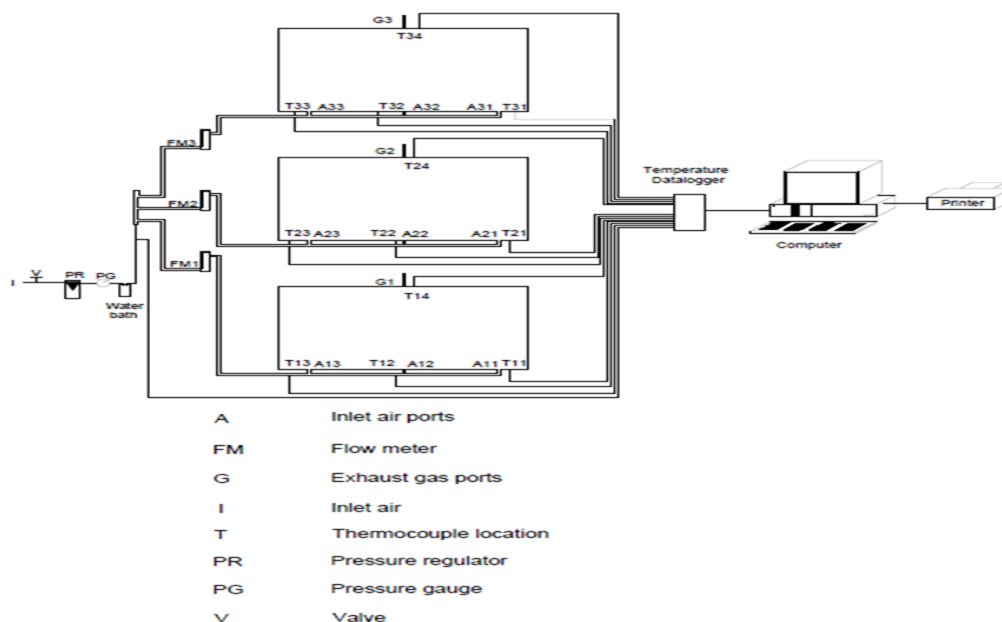 G3
T34
T33 A33 T32 A32 A31 T31
FM3
G2
T24
Temperature
Datalogger
Printer
FM2
T23 A23 T22 A22 A21 T21
Computer
FM1
G1
V
PR PG
I
T14
Water
bath
T13 A13 T12 A12 A11 T11
A Inlet air ports
FM Flow meter
G Exhaust gas ports
I Inlet air
T Thermocouple location
PR Pressure regulator
PG Pressure gauge
V Valve